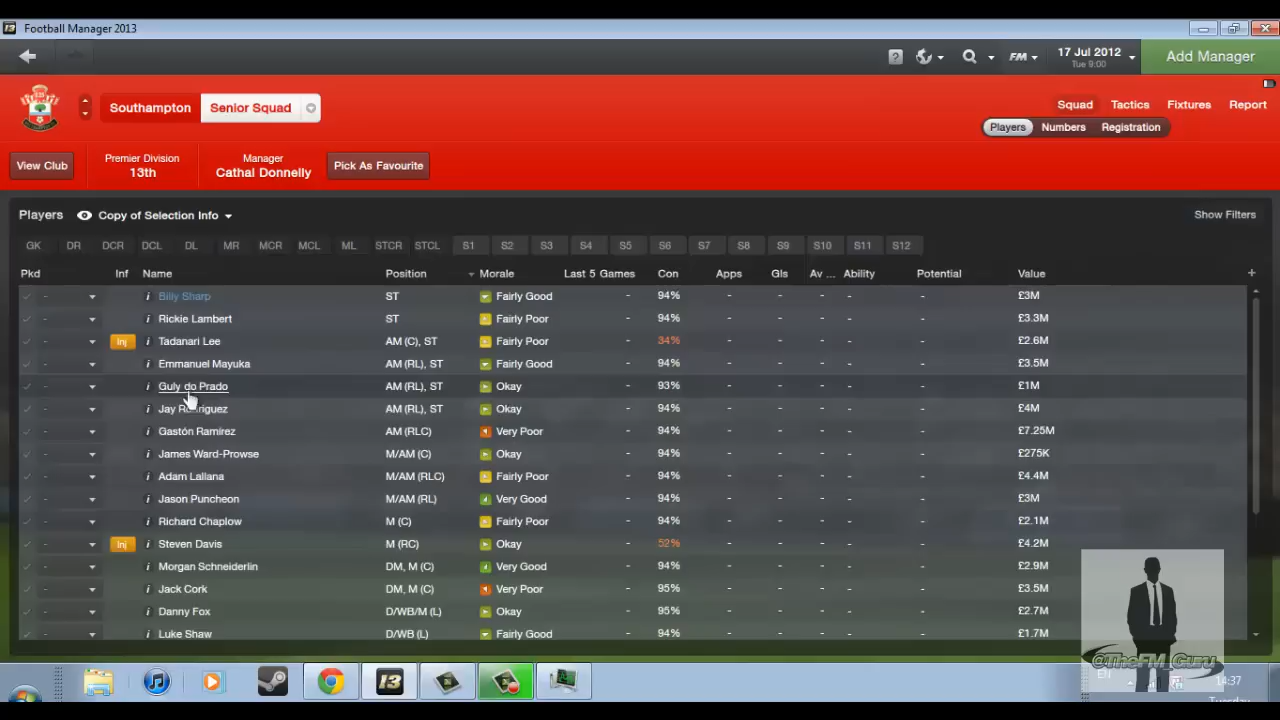 Football Manager 2013
? FM 17 Jul 2012 Add Manager
Tue 9:00
Southampton Senior Squad Squad Tactics Fixtures Report
Players Numbers Registration
View Club Premier Division 13th Manager Cathal Donnelly Pick As Favourite
Players Copy of Selection Info Show Filters
GK DR DCR DCL DL MR MCR MCL ML STCR STCL S1 S2 S3 S4 S5 S6 S7 S8 S9 S10 S11 S12
Pkd Inf Name Position Morale Last 5 Games Con Apps Gls Av ... Ability Potential Value +
- i Billy Sharp ST Fairly Good - 94% - - - - - £3M
- i Rickie Lambert ST Fairly Poor - 94% - - - - - £3.3M
- Inj i Tadanari Lee AM (C), ST Fairly Poor - 34% - - - - - £2.6M
- i Emmanuel Mayuka AM (RL), ST Fairly Good - 94% - - - - - £3.5M
- i Guly do Prado AM (RL), ST Okay - 93% - - - - - £1M
- i Jay Rodriguez AM (RL), ST Okay - 94% - - - - - £4M
- i Gastón Ramírez AM (RLC) Very Poor - 94% - - - - - £7.25M
- i James Ward-Prowse M/AM (C) Okay - 94% - - - - - £275K
- i Adam Lallana M/AM (RLC) Fairly Poor - 94% - - - - - £4.4M
- i Jason Puncheon M/AM (RL) Very Good - 94% - - - - - £3M
- i Richard Chaplow M (C) Fairly Poor - 94% - - - - - £2.1M
- Inj i Steven Davis M (RC) Okay - 52% - - - - - £4.2M
- i Morgan Schneiderlin DM, M (C) Very Good - 94% - - - - - £2.9M
- i Jack Cork DM, M (C) Very Poor - 95% - - - - - £3.5M
- i Danny Fox D/WB/M (L) Okay - 95% - - - - - £2.7M
- i Luke Shaw D/WB (L) Fairly Good - 94% - - - - - £1.7M
@TheFM_Guru
EN 14:37
Tuesday